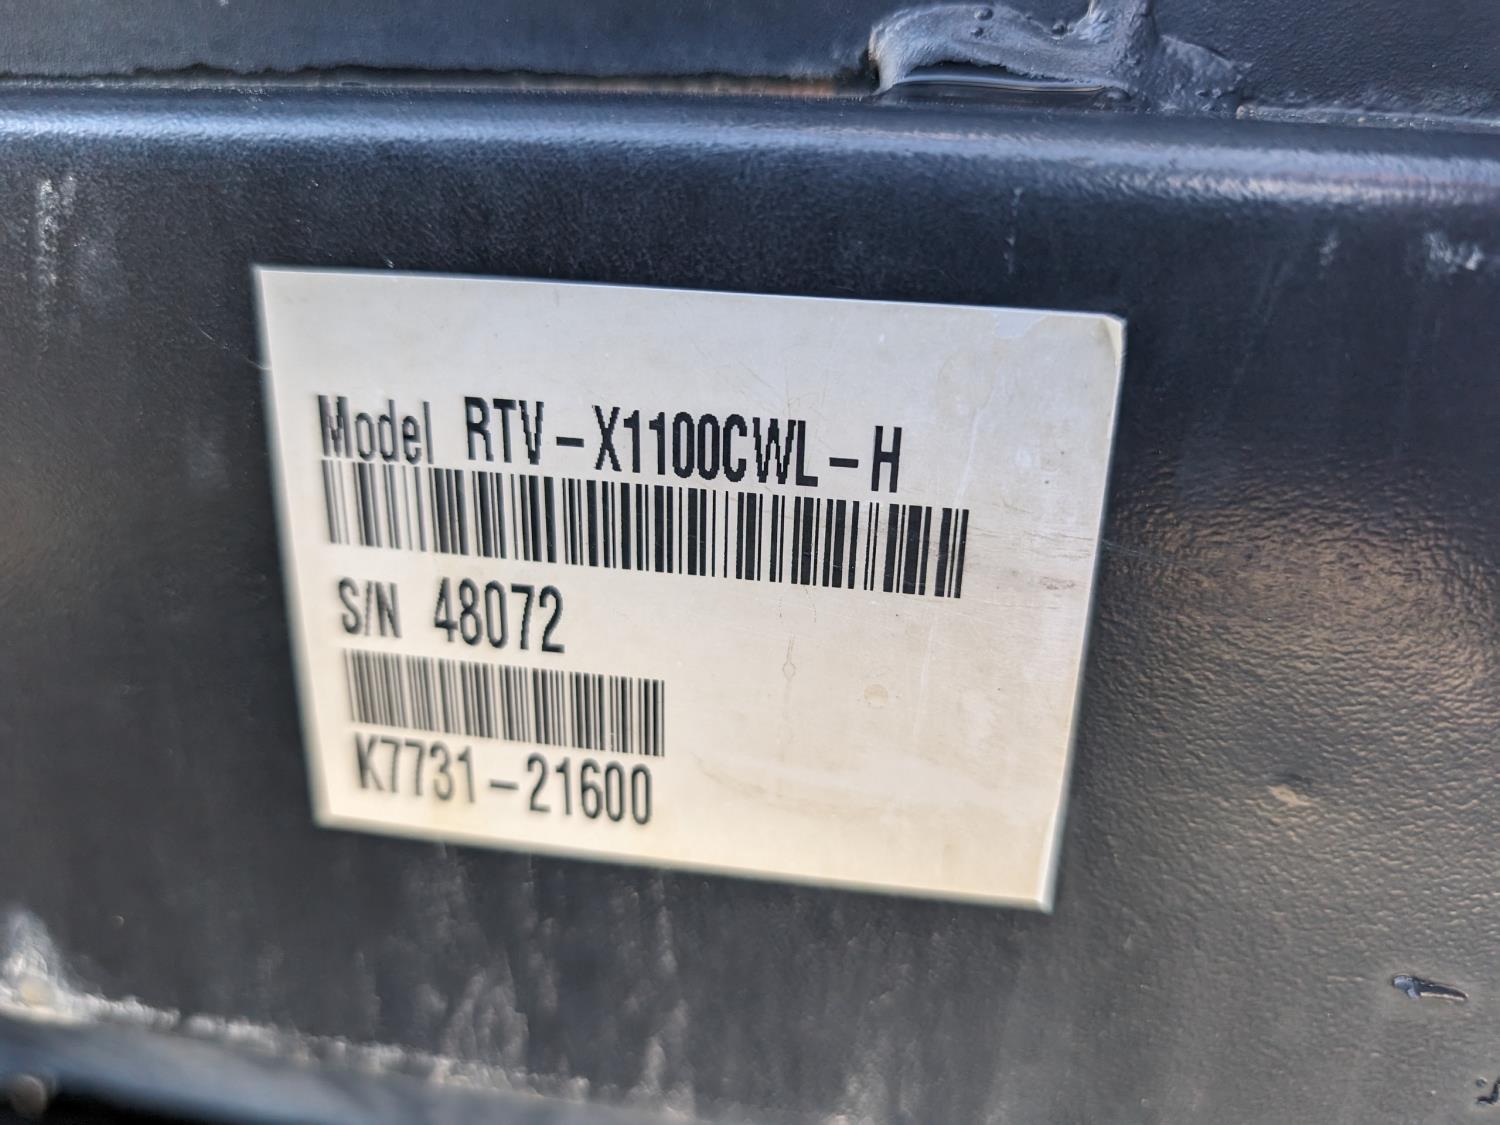 Model RTV-X1100CWL-H
S/N 48072
K7731-21600